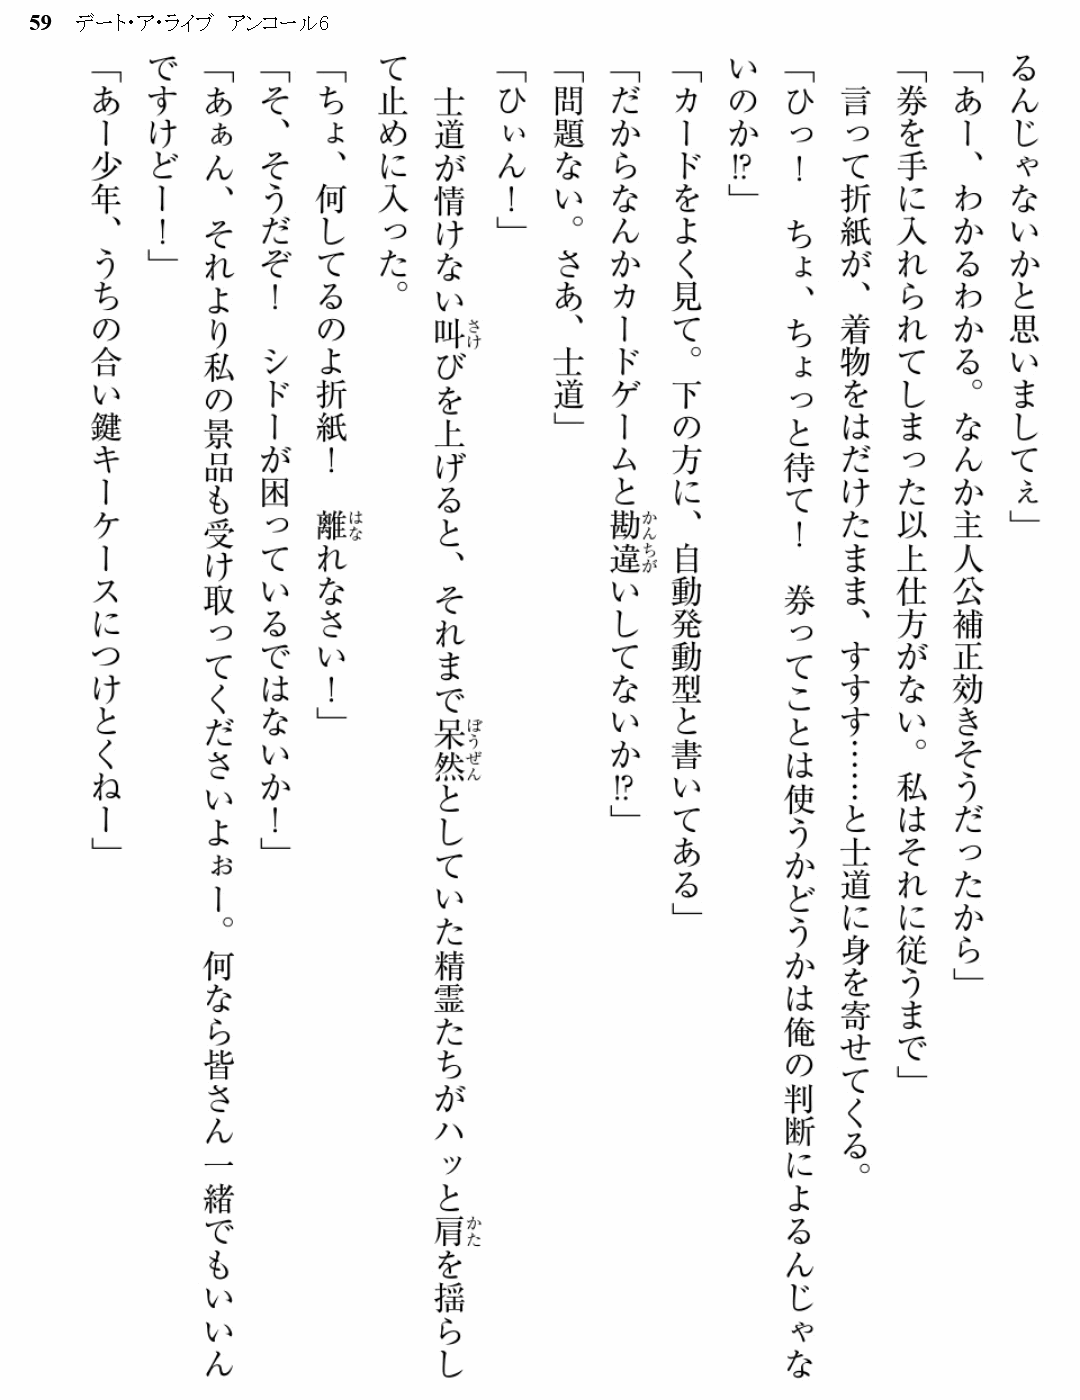 59 デート・ア・ライブ アンコール6
るんじゃないかと思いましてぇ」
「あー、わかるわかる。なんか主人公補正効きそうだったから」
「券を手に入れられてしまった以上仕方がない。私はそれに従うまで」
　言って折紙が、着物をはだけたまま、すすす……と士道に身を寄せてくる。
「ひっ！　ちょ、ちょっと待て！　券ってことは使うかどうかは俺の判断によるんじゃな
いのか!?」
「カードをよく見て。下の方に、自動発動型と書いてある」
「だからなんかカードゲームと勘違いしてないか!?」
「問題ない。さあ、士道」
「ひぃん！」
　士道が情けない叫びを上げると、それまで呆然としていた精霊たちがハッと肩を揺らし
て止めに入った。
「ちょ、何してるのよ折紙！　離れなさい！」
「そ、そうだぞ！　シドーが困っているではないか！」
「あぁん、それより私の景品も受け取ってくださいよぉー。何なら皆さん一緒でもいいん
ですけどー！」
「あー少年、うちの合い鍵キーケースにつけとくねー」